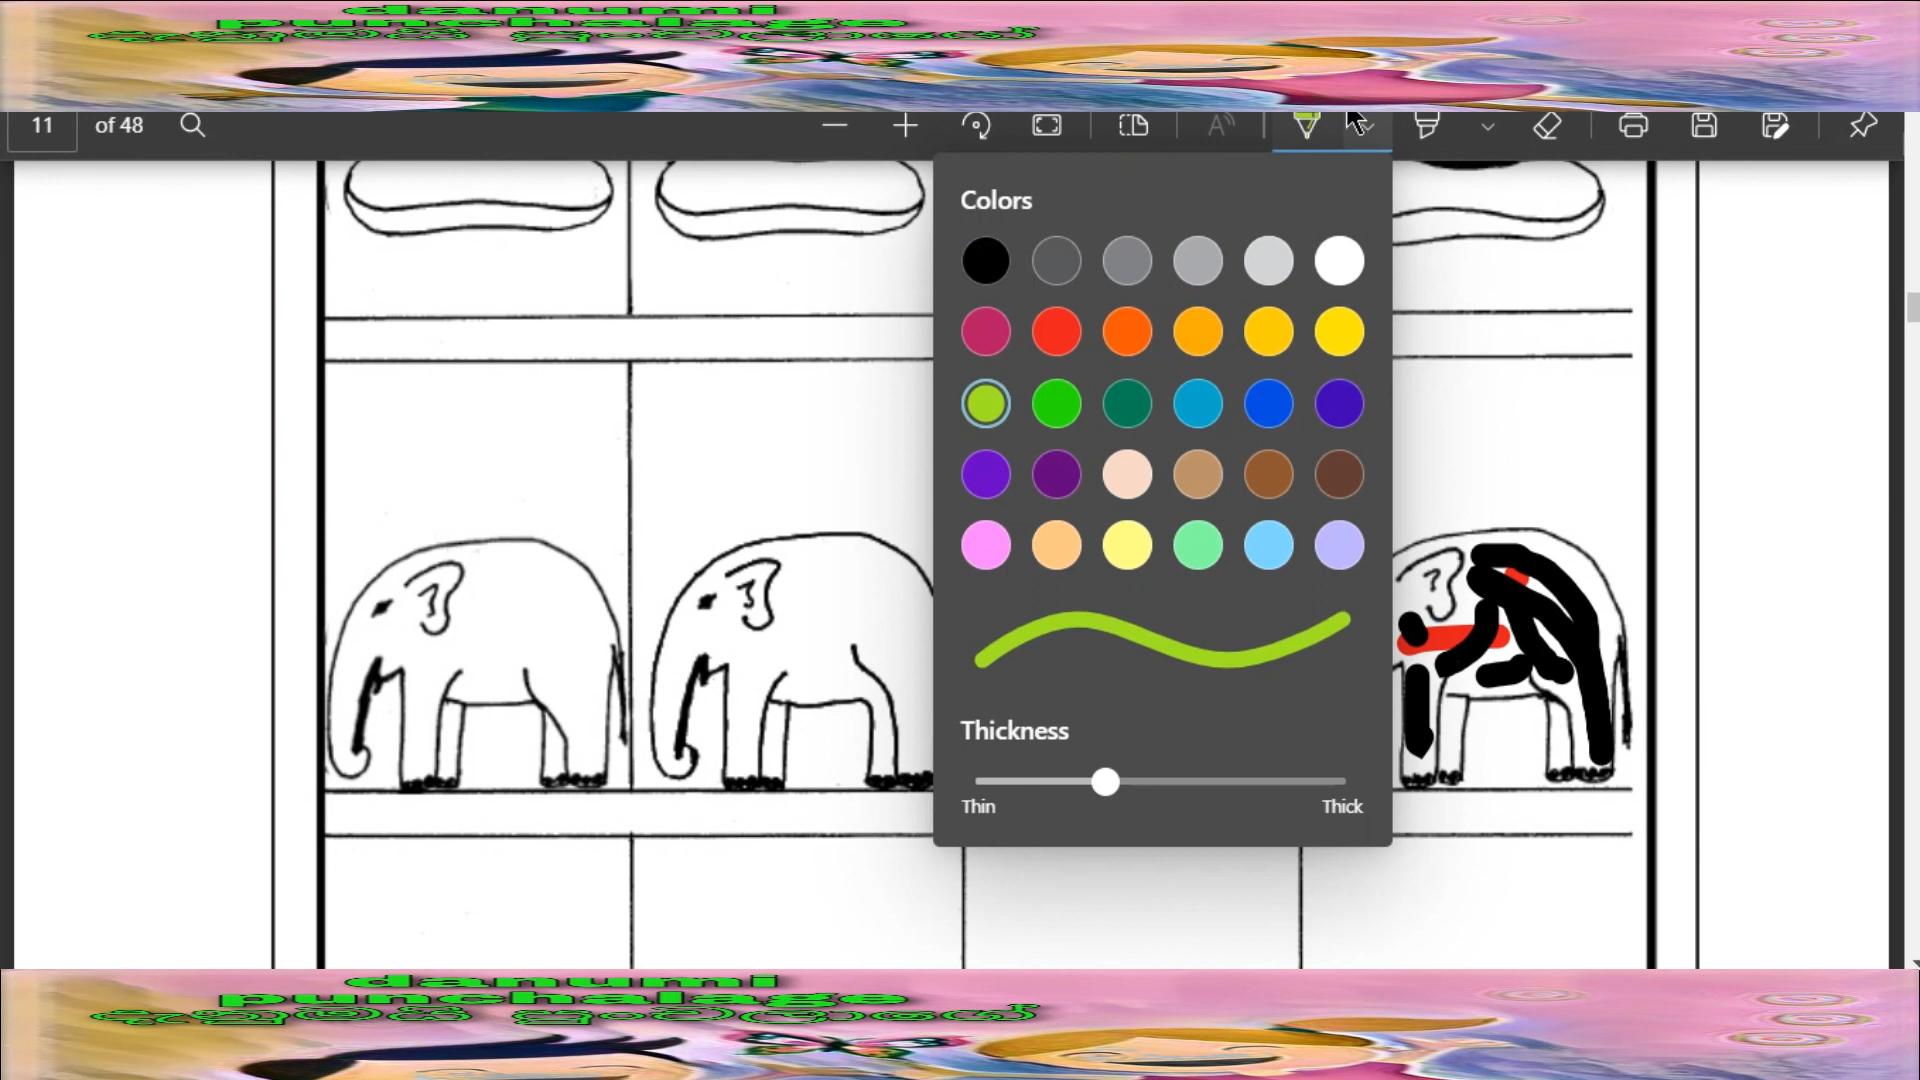 danumi
punchalage
11 of 48
Colors
Thickness
Thin Thick
danumi
punchalage